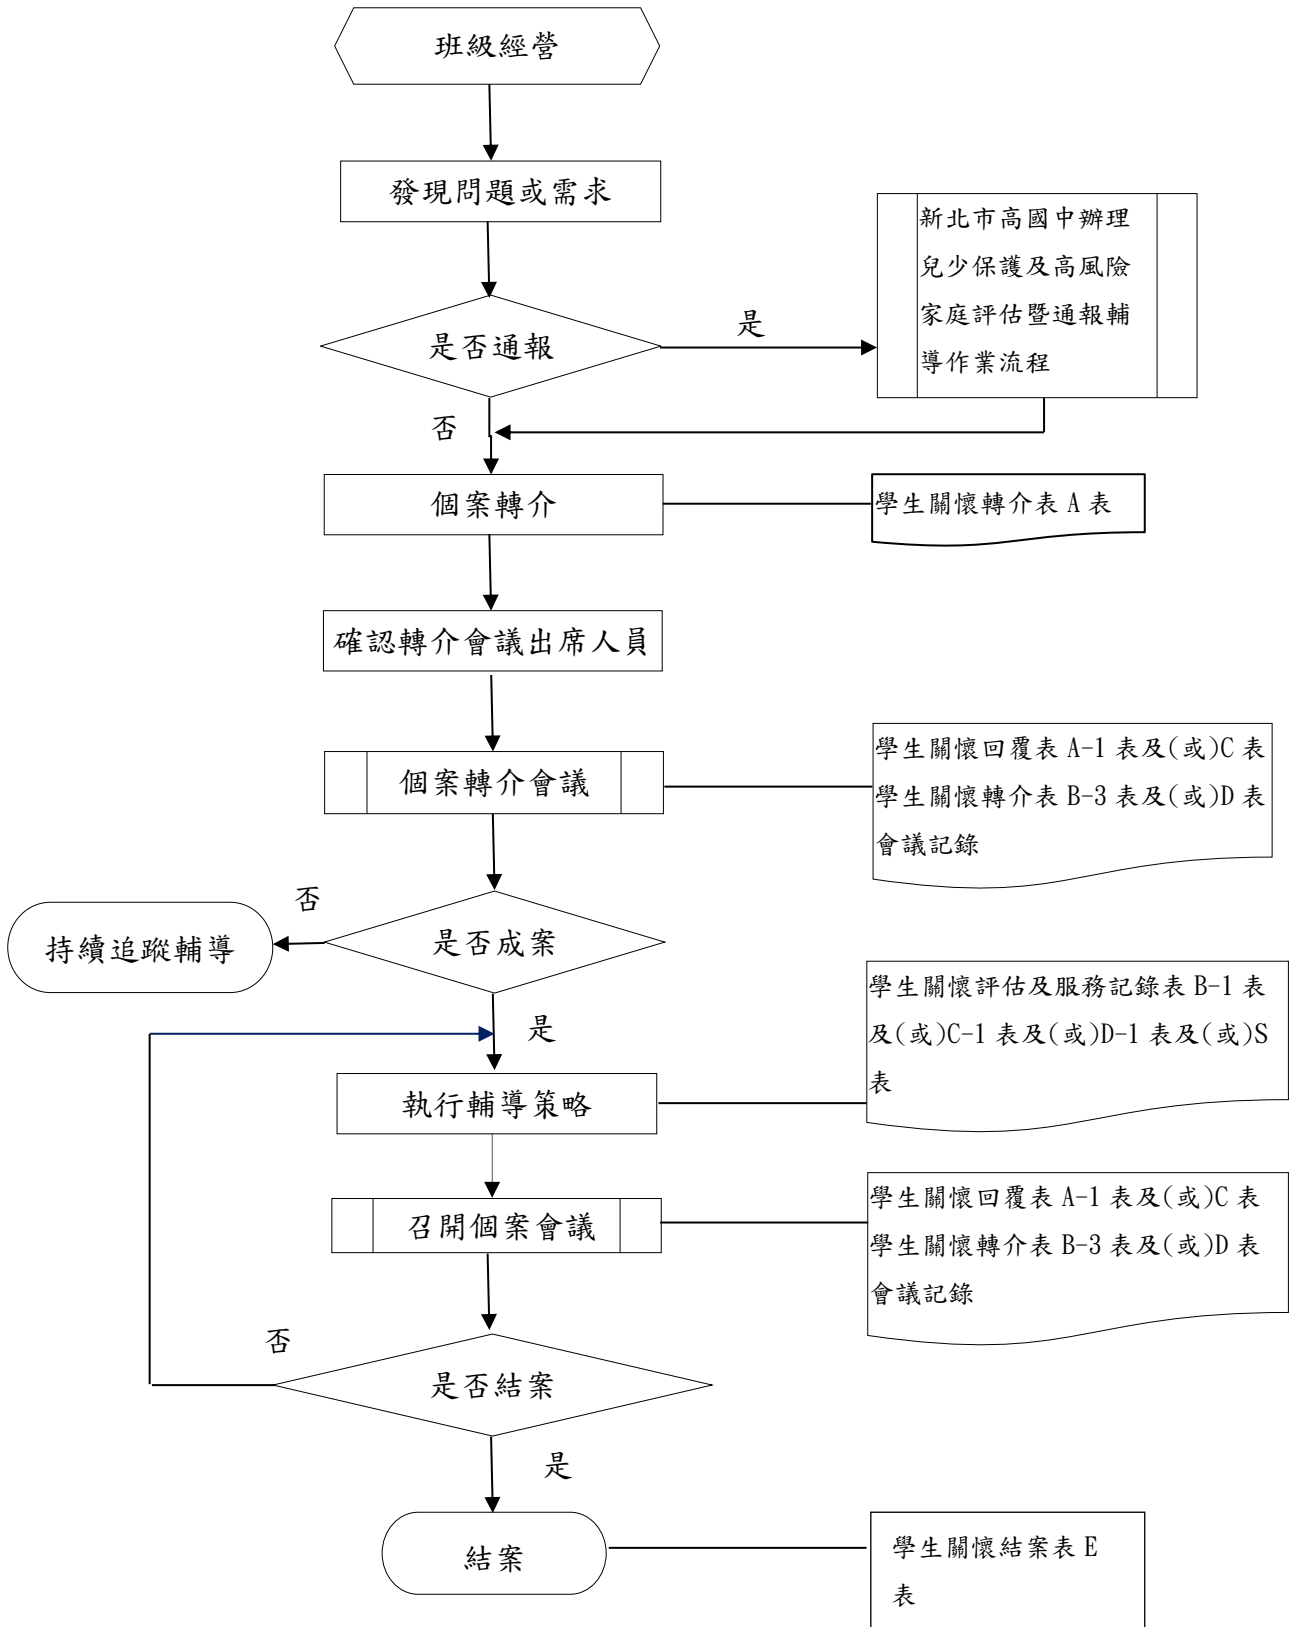 班級經營
發現問題或需求
新北市高國中辦理
兒少保護及高風險
家庭評估暨通報輔
導作業流程
是否通報
是
否
個案轉介
學生關懷轉介表 A 表
確認轉介會議出席人員
個案轉介會議
學生關懷回覆表 A-1 表及(或)C 表
學生關懷轉介表 B-3 表及(或)D 表
會議記錄
否
是否成案
持續追蹤輔導
是
學生關懷評估及服務記錄表 B-1 表
及(或)C-1 表及(或)D-1 表及(或)S
表
執行輔導策略
召開個案會議
學生關懷回覆表 A-1 表及(或)C 表
學生關懷轉介表 B-3 表及(或)D 表
會議記錄
否
是否結案
是
結案
學生關懷結案表 E
表